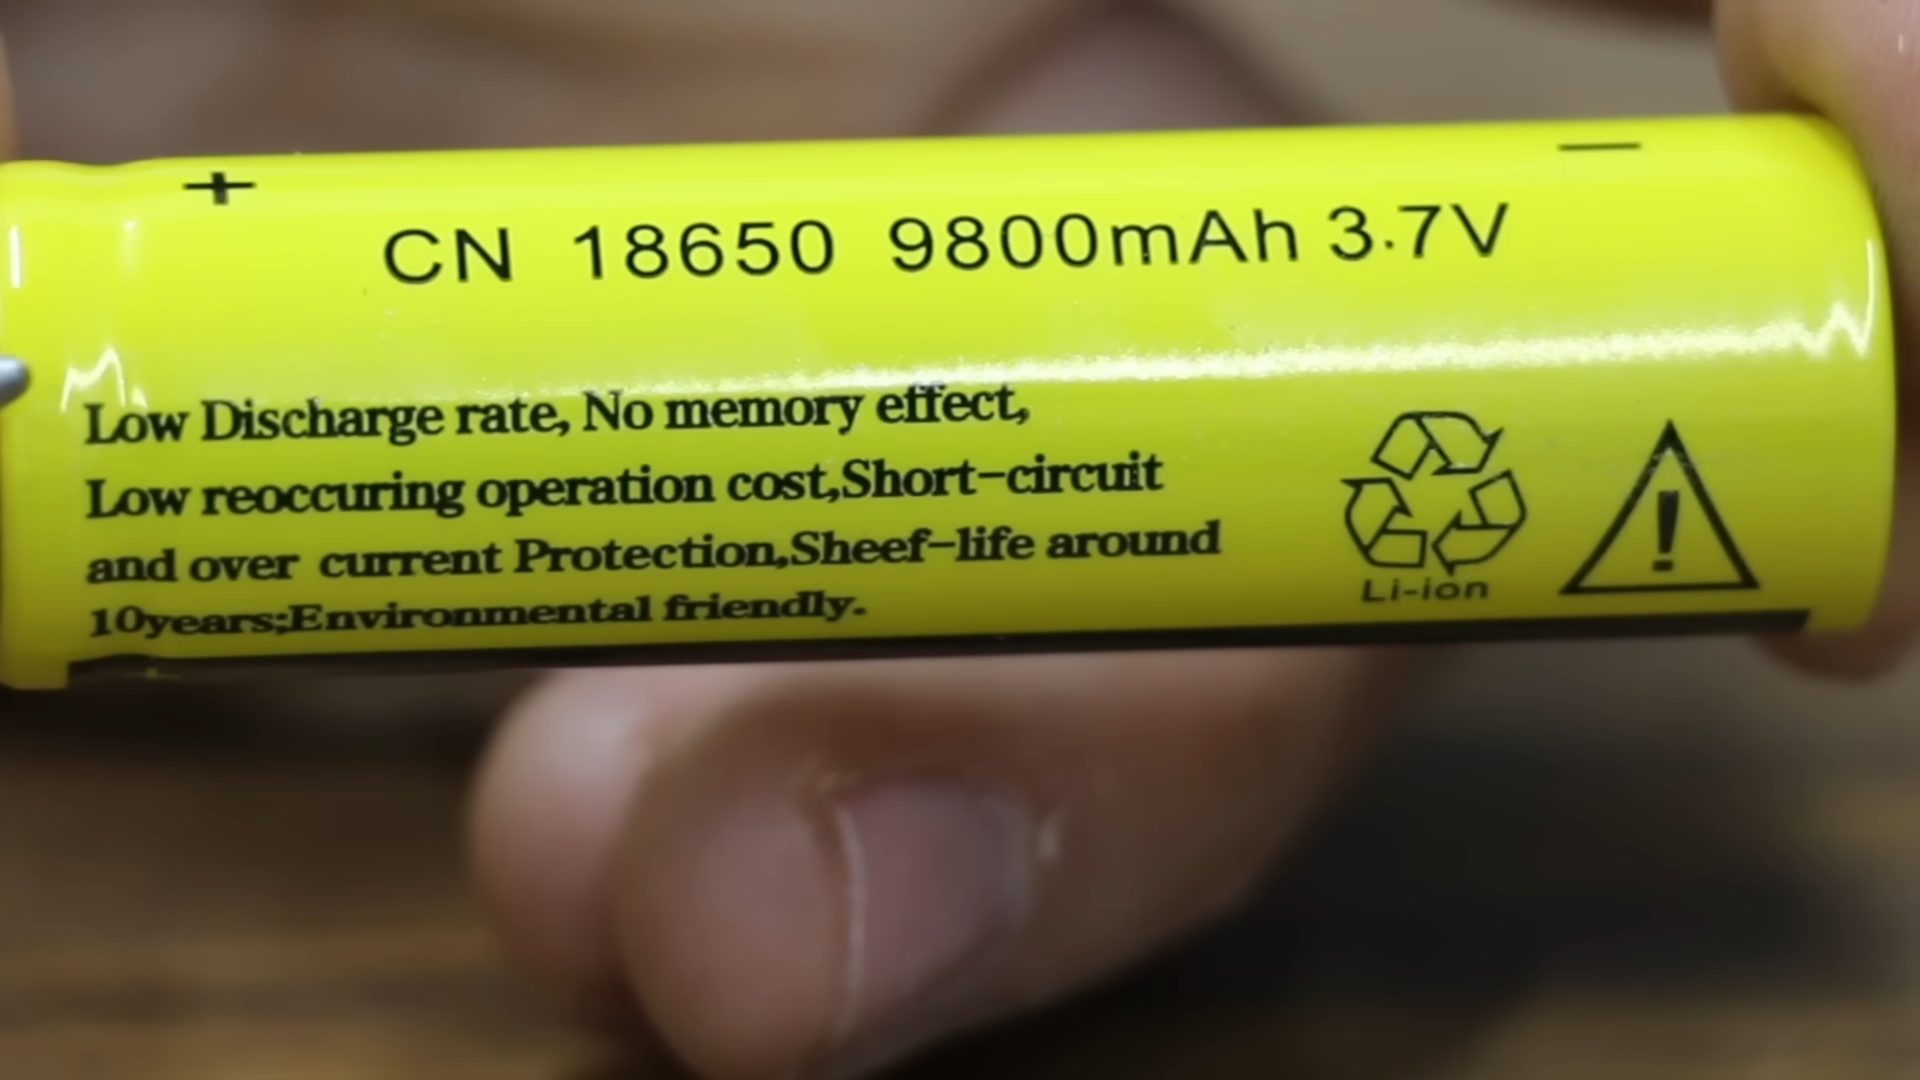 + —
CN 18650 9800mAh 3.7V
Low Discharge rate, No memory effect,
Low reoccuring operation cost,Short-circuit
and over current Protection,Sheef-life around
10years;Environmental friendly.
Li-ion
!